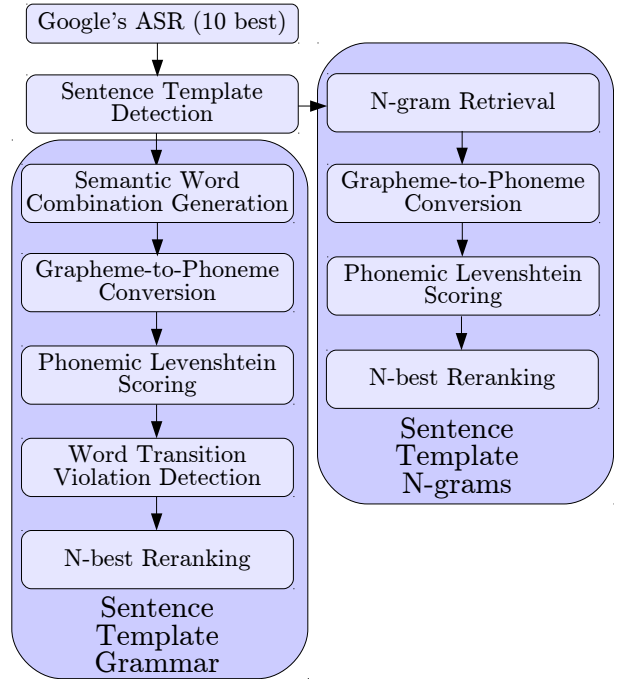 Google's ASR (10 best)
Sentence Template
Detection
Semantic Word
Combination Generation
Grapheme-to-Phoneme
Conversion
Phonemic Levenshtein
Scoring
Word Transition
Violation Detection
N-best Reranking
Sentence
Template
Grammar
N-gram Retrieval
Grapheme-to-Phoneme
Conversion
Phonemic Levenshtein
Scoring
N-best Reranking
Sentence
Template
N-grams